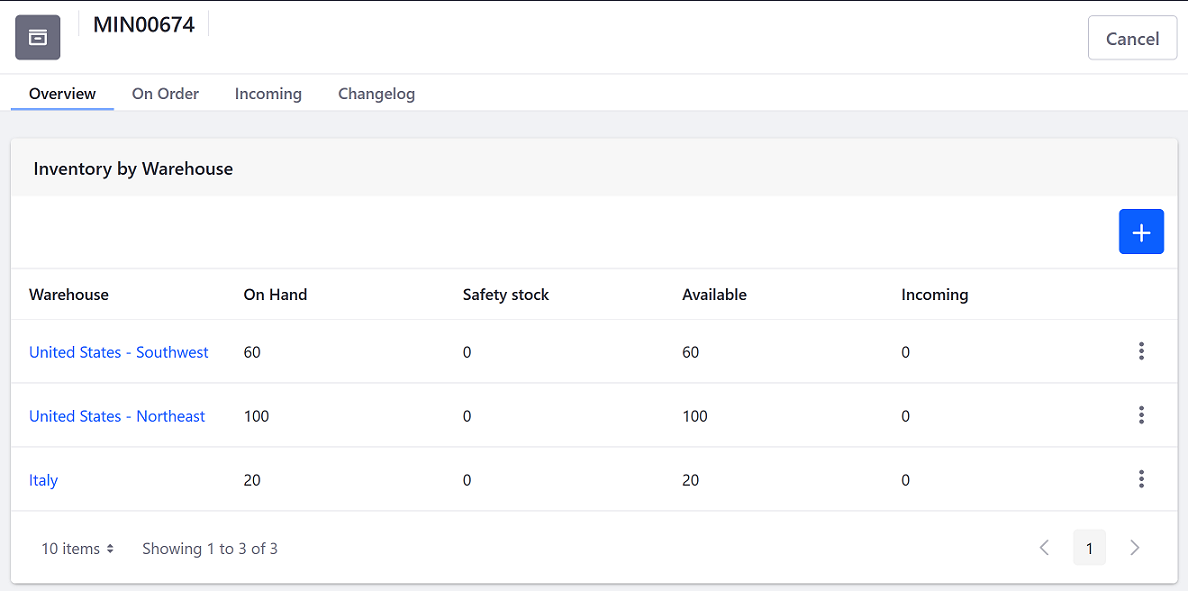 MIN00674
Cancel
Overview On Order Incoming Changelog
Inventory by Warehouse
Warehouse On Hand Safety stock Available Incoming
United States - Southwest 60 0 60 0
United States - Northeast 100 0 100 0
Italy 20 0 20 0
10 items Showing 1 to 3 of 3 1